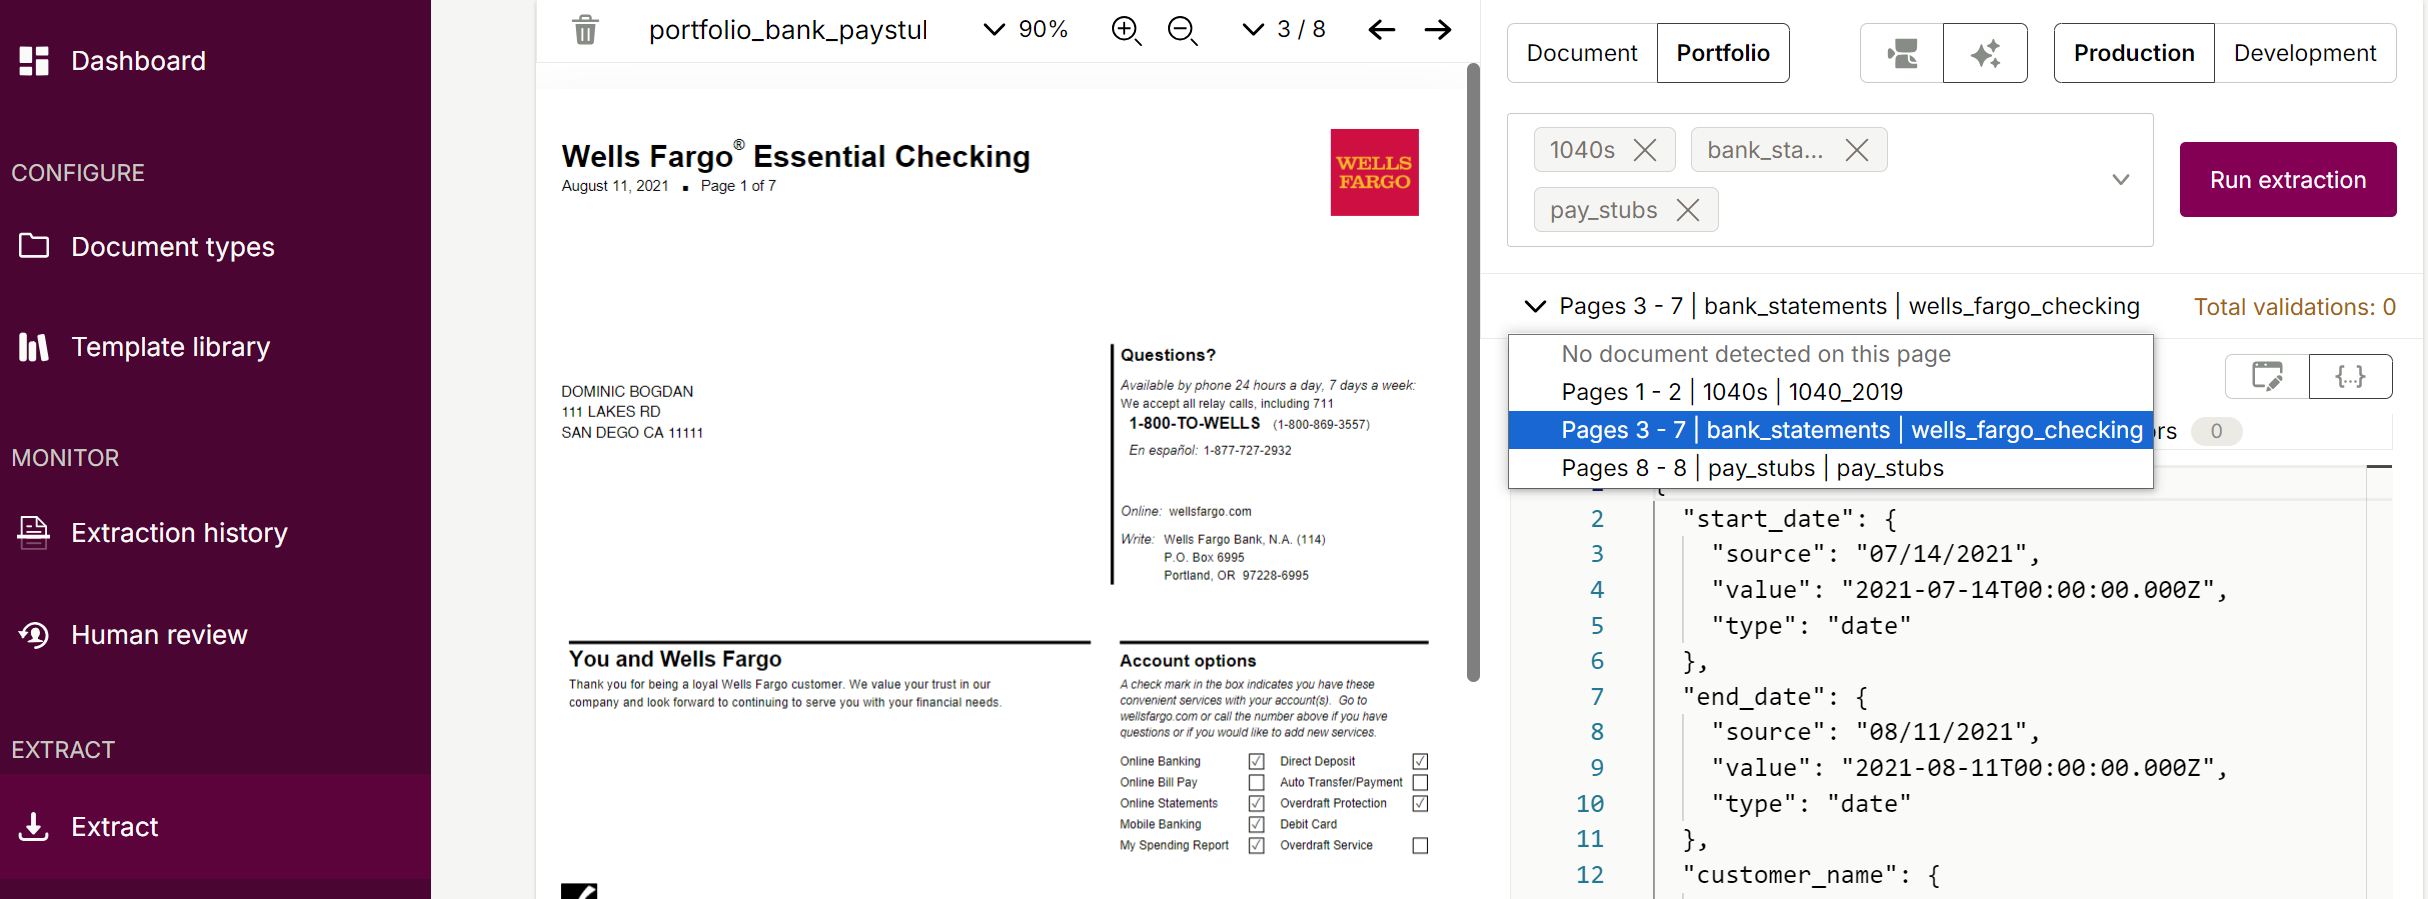 Dashboard
CONFIGURE
Document types
Template library
MONITOR
Extraction history
Human review
EXTRACT
Extract
portfolio_bank_paystul
90%
3 / 8
Wells Fargo® Essential Checking
August 11, 2021 ■ Page 1 of 7
WELLS
FARGO
DOMINIC BOGDAN
111 LAKES RD
SAN DEGO CA 11111
Questions?
Available by phone 24 hours a day, 7 days a week:
We accept all relay calls, including 711
1-800-TO-WELLS (1-800-869-3557)
En español: 1-877-727-2932
Online: wellsfargo.com
Write: Wells Fargo Bank, N.A. (114)
P.O. Box 6995
Portland, OR 97228-6995
You and Wells Fargo
Thank you for being a loyal Wells Fargo customer. We value your trust in our
company and look forward to continuing to serve you with your financial needs.
Account options
A check mark in the box indicates you have these
convenient services with your account(s). Go to
wellsfargo.com or call the number above if you have
questions or if you would like to add new services.
Online Banking ☑ Direct Deposit ☑
Online Bill Pay ☐ Auto Transfer/Payment ☐
Online Statements ☑ Overdraft Protection ☑
Mobile Banking ☑ Debit Card
My Spending Report ☑ Overdraft Service ☐
Document Portfolio
Production Development
1040s
bank_sta...
pay_stubs
Run extraction
Pages 3 - 7 | bank_statements | wells_fargo_checking
Total validations: 0
No document detected on this page
Pages 1 - 2 | 1040s | 1040_2019
Pages 3 - 7 | bank_statements | wells_fargo_checking
Pages 8 - 8 | pay_stubs | pay_stubs
rs 0
{...}
2 "start_date": {
3 "source": "07/14/2021",
4 "value": "2021-07-14T00:00:00.000Z",
5 "type": "date"
6 },
7 "end_date": {
8 "source": "08/11/2021",
9 "value": "2021-08-11T00:00:00.000Z",
10 "type": "date"
11 },
12 "customer_name": {